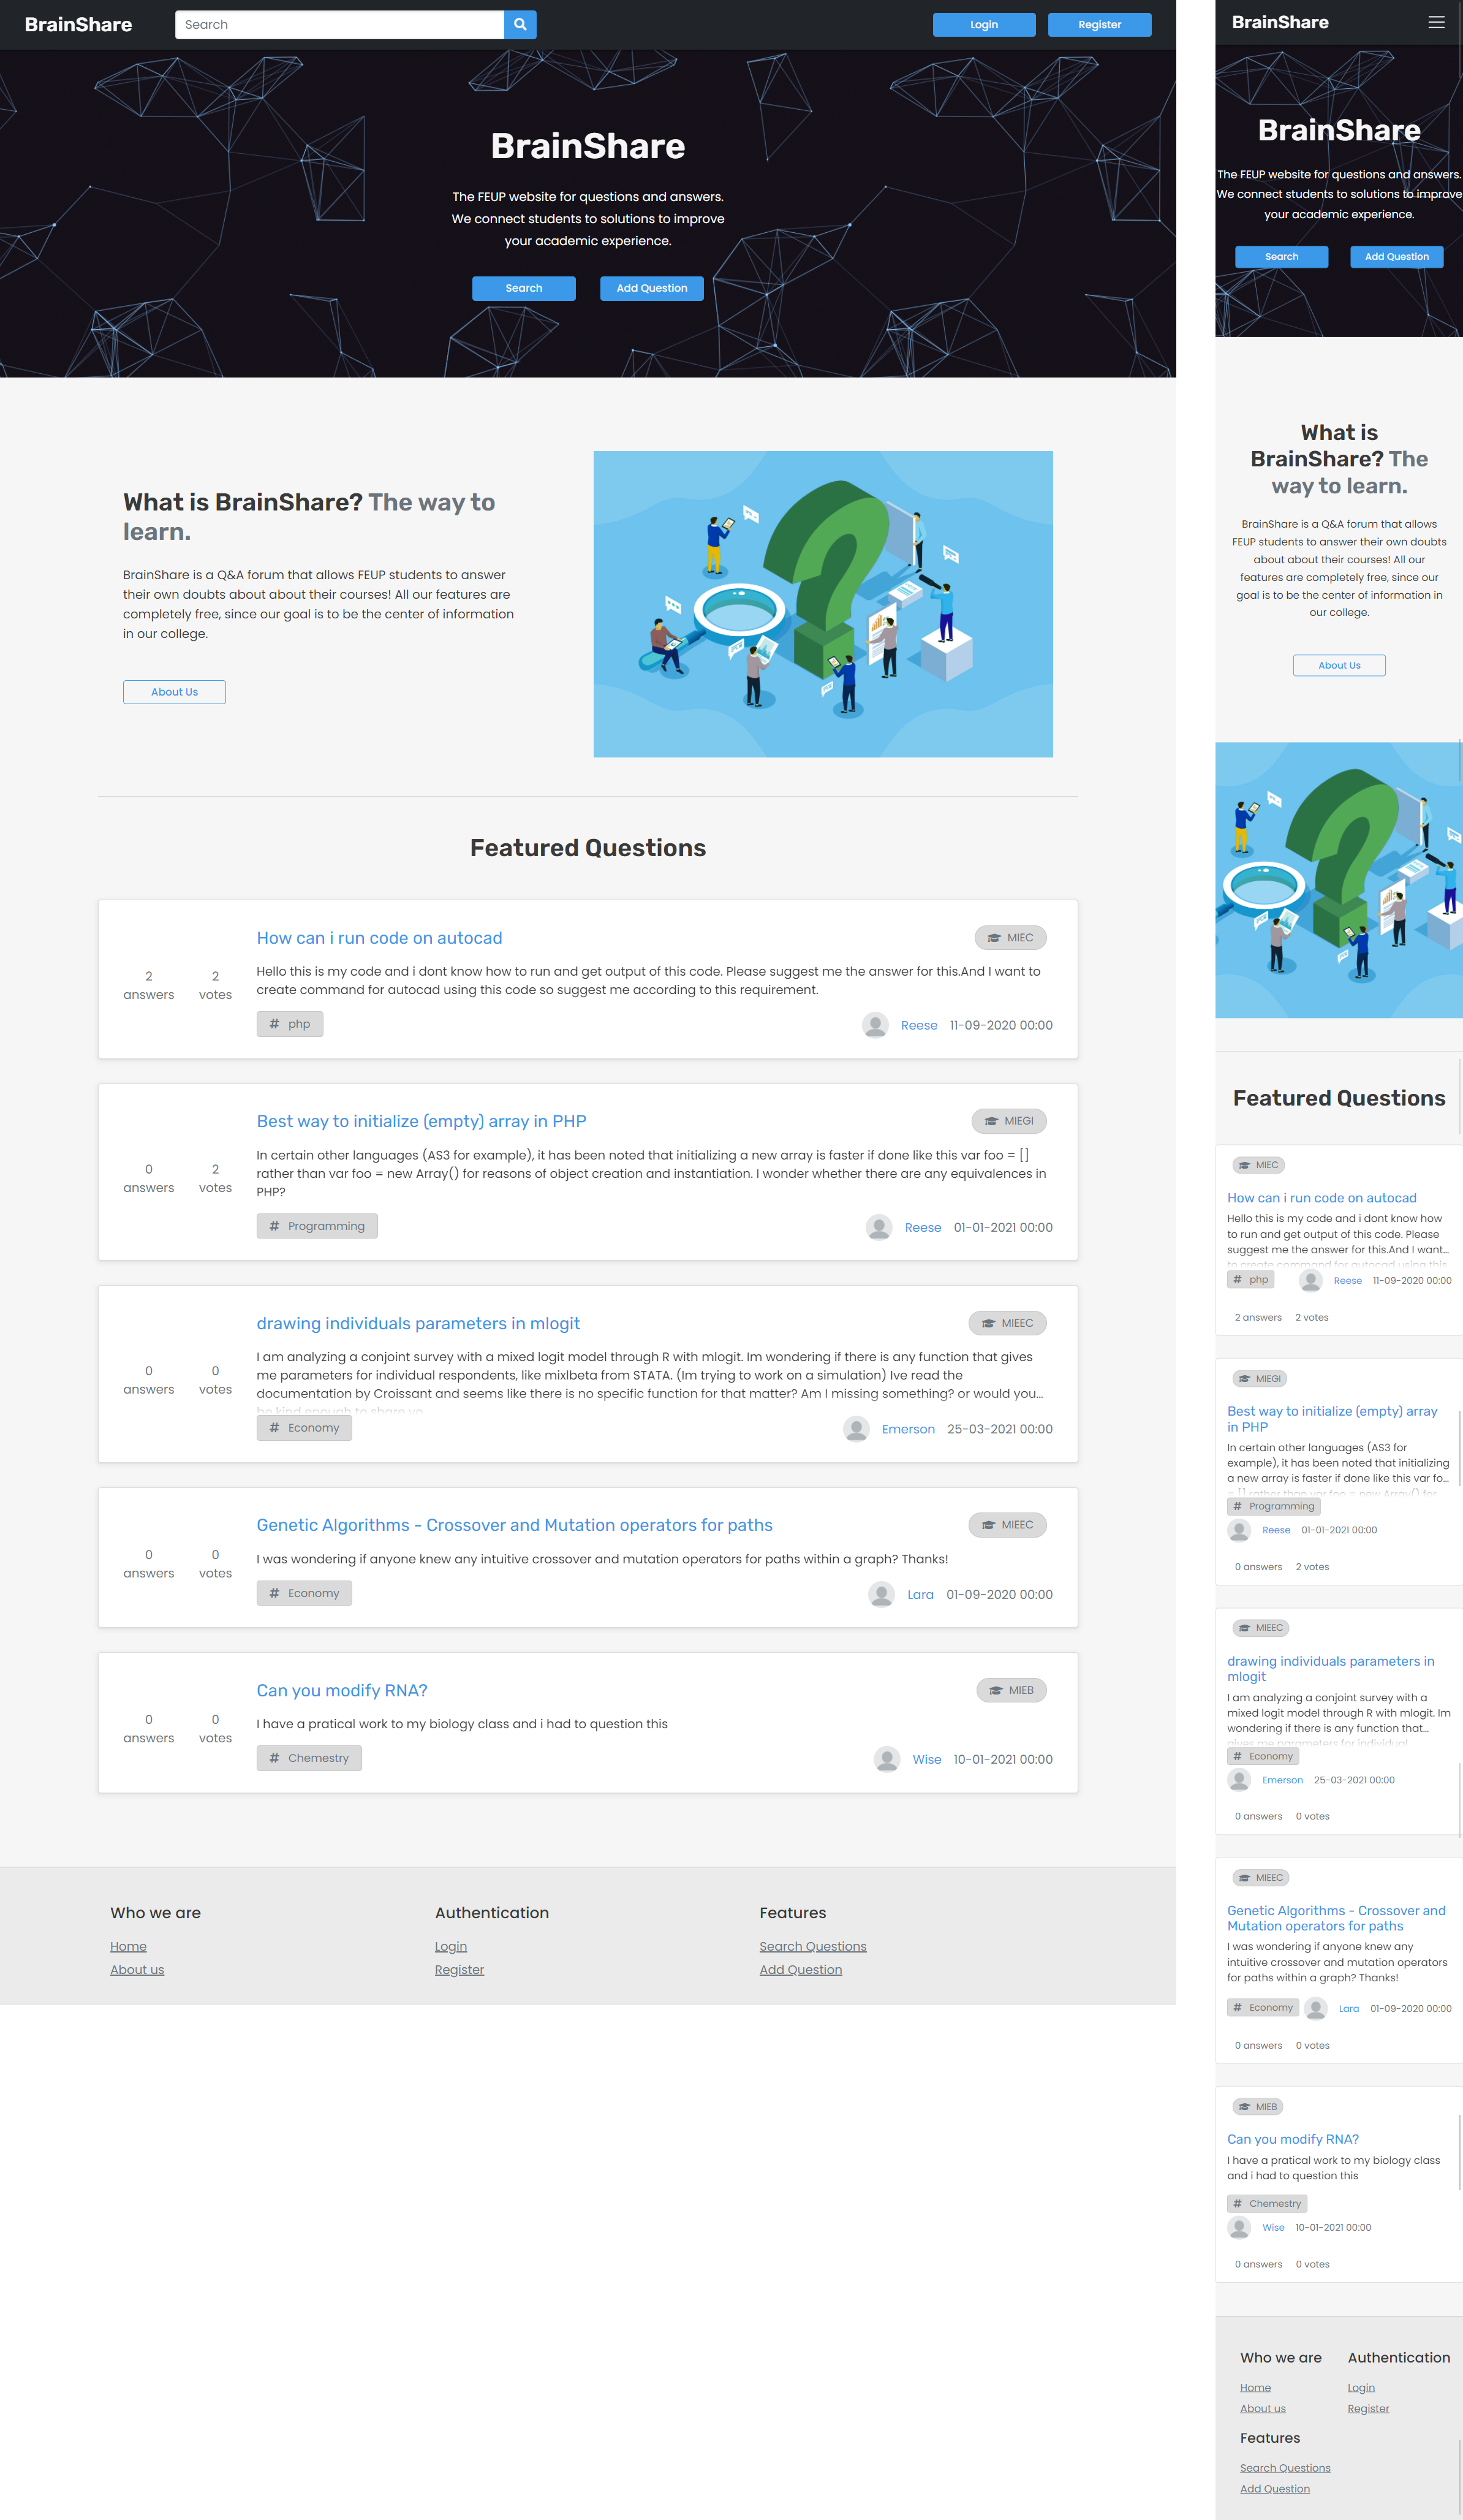 BrainShare
Search
Login
Register
BrainShare
The FEUP website for questions and answers.
We connect students to solutions to improve
your academic experience.
Search
Add Question
What is BrainShare? The way to
learn.
BrainShare is a Q&A forum that allows FEUP students to answer
their own doubts about about their courses! All our features are
completely free, since our goal is to be the center of information
in our college.
About Us
Featured Questions
How can i run code on autocad
MIEC
2
answers
2
votes
Hello this is my code and i dont know how to run and get output of this code. Please suggest me the answer for this.And I want to
create command for autocad using this code so suggest me according to this requirement.
# php
Reese 11-09-2020 00:00
Best way to initialize (empty) array in PHP
MIEGI
0
answers
2
votes
In certain other languages (AS3 for example), it has been noted that initializing a new array is faster if done like this var foo = []
rather than var foo = new Array() for reasons of object creation and instantiation. I wonder whether there are any equivalences in
PHP?
# Programming
Reese 01-01-2021 00:00
drawing individuals parameters in mlogit
MIEEC
0
answers
0
votes
I am analyzing a conjoint survey with a mixed logit model through R with mlogit. Im wondering if there is any function that gives
me parameters for individual respondents, like mixlbeta from STATA. (Im trying to work on a simulation) Ive read the
documentation by Croissant and seems like there is no specific function for that matter? Am I missing something? or would you...
be kind enough to share yo
# Economy
Emerson 25-03-2021 00:00
Genetic Algorithms - Crossover and Mutation operators for paths
MIEEC
0
answers
0
votes
I was wondering if anyone knew any intuitive crossover and mutation operators for paths within a graph? Thanks!
# Economy
Lara 01-09-2020 00:00
Can you modify RNA?
MIEB
0
answers
0
votes
I have a pratical work to my biology class and i had to question this
# Chemestry
Wise 10-01-2021 00:00
Who we are
Home
About us
Authentication
Login
Register
Features
Search Questions
Add Question
BrainShare
BrainShare
The FEUP website for questions and answers.
We connect students to solutions to improve
your academic experience.
Search
Add Question
What is
BrainShare? The
way to learn.
BrainShare is a Q&A forum that allows
FEUP students to answer their own doubts
about about their courses! All our
features are completely free, since our
goal is to be the center of information in
our college.
About Us
Featured Questions
MIEC
How can i run code on autocad
Hello this is my code and i dont know how
to run and get output of this code. Please
suggest me the answer for this.And I want...
to create command for autocad using this
# php
Reese 11-09-2020 00:00
2 answers 2 votes
MIEGI
Best way to initialize (empty) array
in PHP
In certain other languages (AS3 for
example), it has been noted that initializing
a new array is faster if done like this var fo...
= [] rather than var foo = new Array() for
# Programming
Reese 01-01-2021 00:00
0 answers 2 votes
MIEEC
drawing individuals parameters in
mlogit
I am analyzing a conjoint survey with a
mixed logit model through R with mlogit. Im
wondering if there is any function that...
gives me parameters for individual
# Economy
Emerson 25-03-2021 00:00
0 answers 0 votes
MIEEC
Genetic Algorithms - Crossover and
Mutation operators for paths
I was wondering if anyone knew any
intuitive crossover and mutation operators
for paths within a graph? Thanks!
# Economy
Lara 01-09-2020 00:00
0 answers 0 votes
MIEB
Can you modify RNA?
I have a pratical work to my biology class
and i had to question this
# Chemestry
Wise 10-01-2021 00:00
0 answers 0 votes
Who we are
Home
About us
Authentication
Login
Register
Features
Search Questions
Add Question